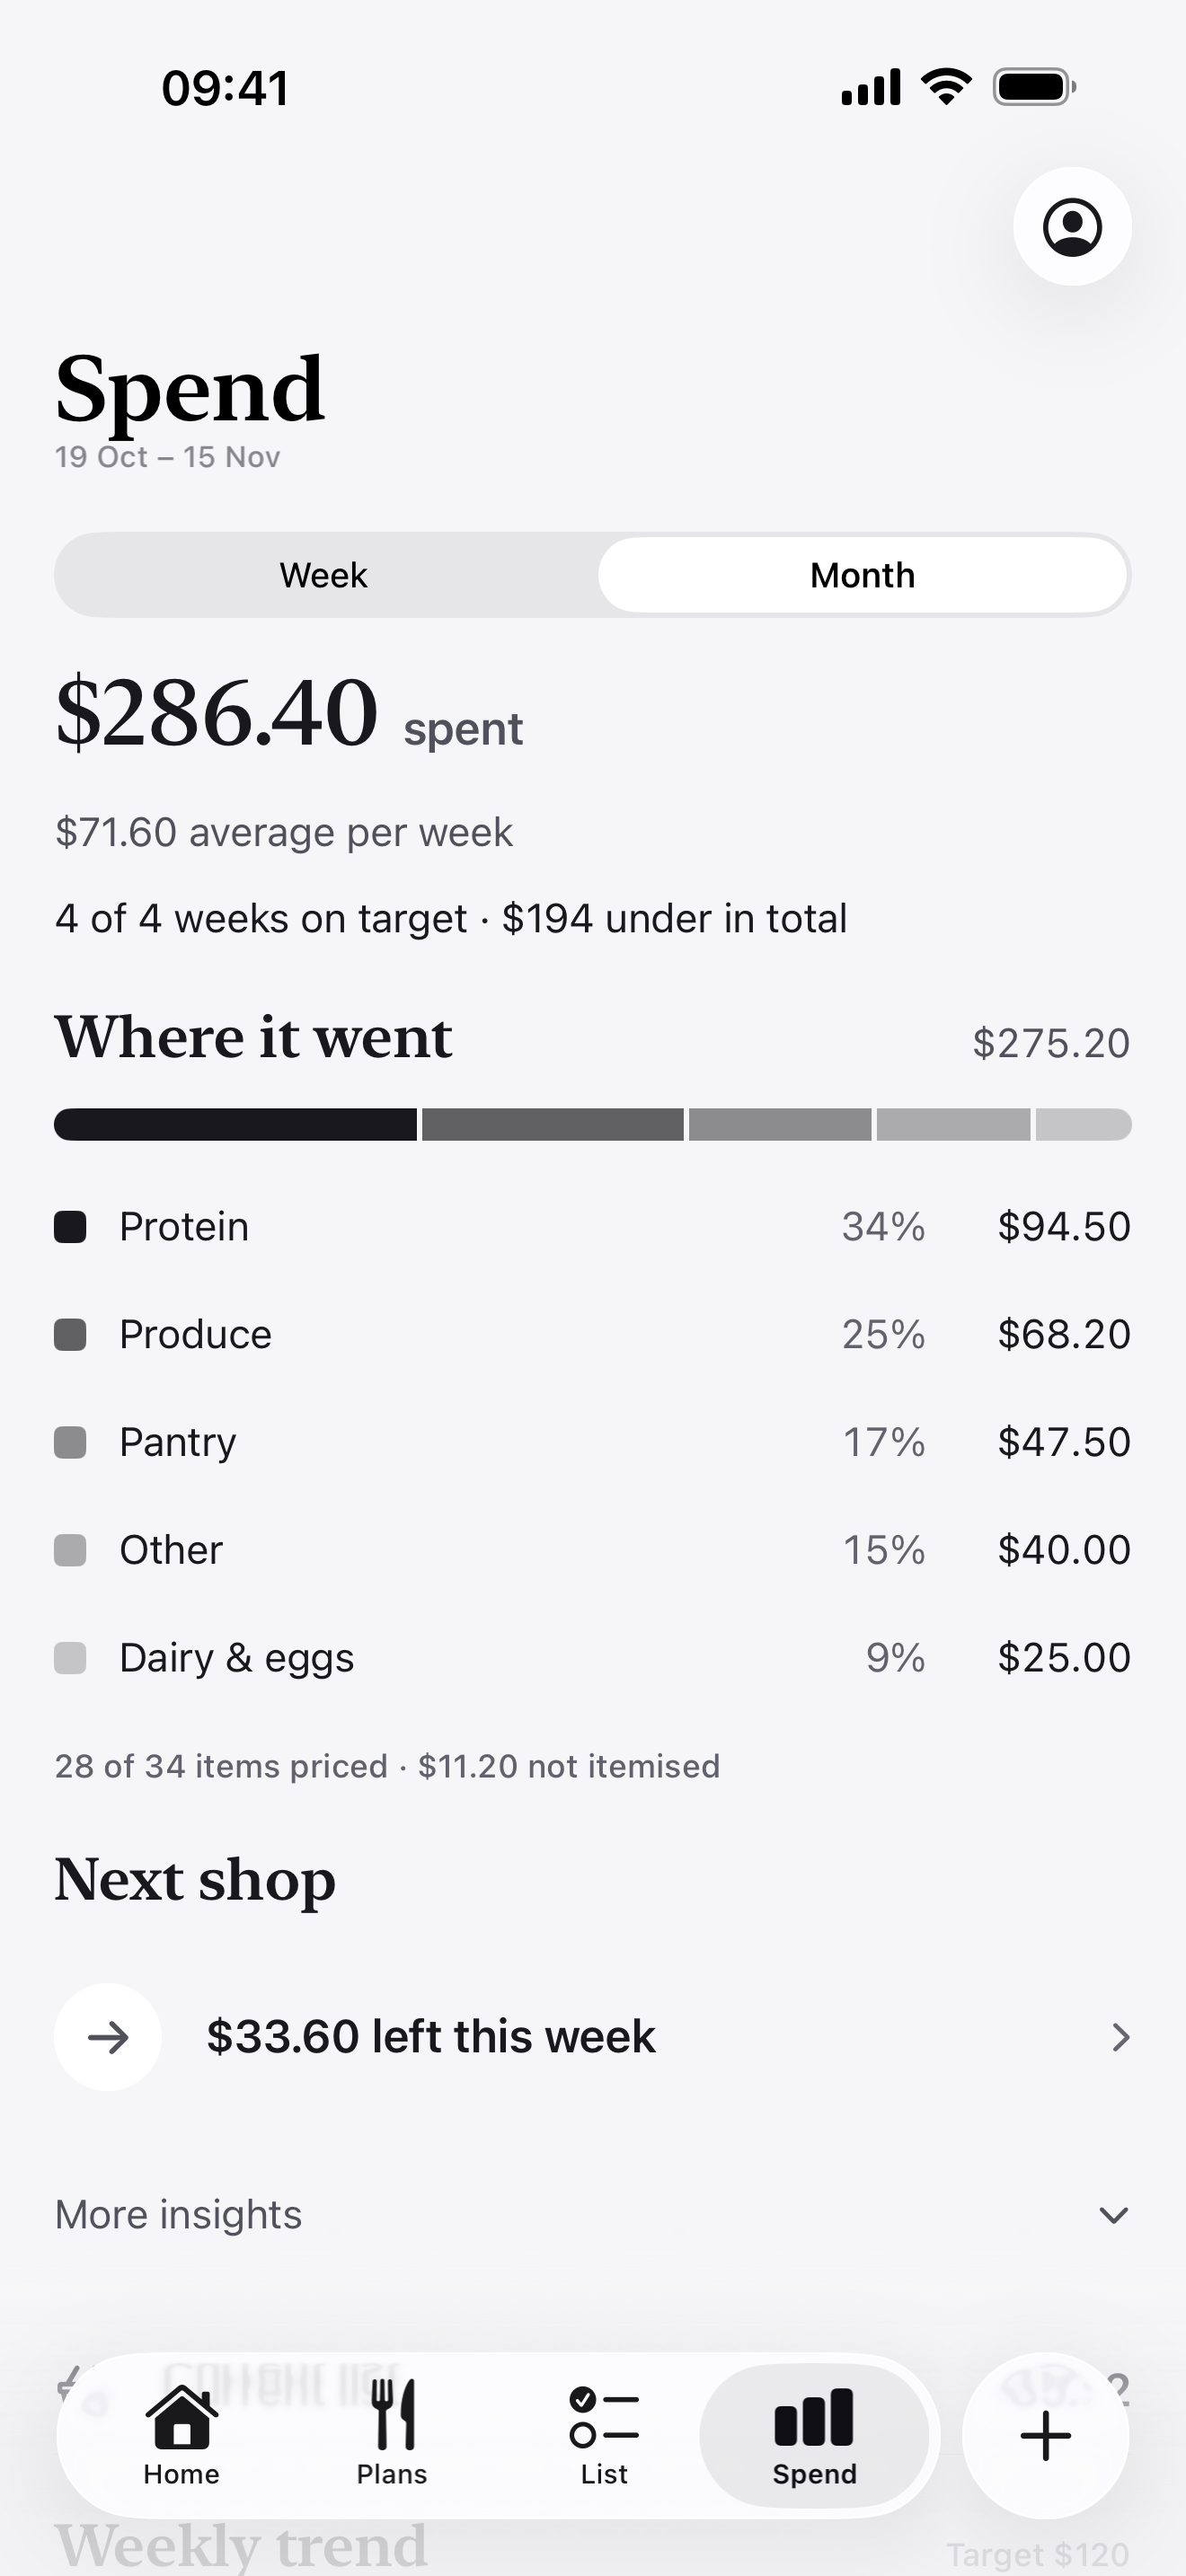 09:41
Spend
19 Oct – 15 Nov
Week
Month
$286.40 spent
$71.60 average per week
4 of 4 weeks on target · $194 under in total
Where it went
$275.20
Protein 34% $94.50
Produce 25% $68.20
Pantry 17% $47.50
Other 15% $40.00
Dairy & eggs 9% $25.00
28 of 34 items priced · $11.20 not itemised
Next shop
$33.60 left this week
More insights
Home
Plans
List
Spend
Weekly trend
Target $120